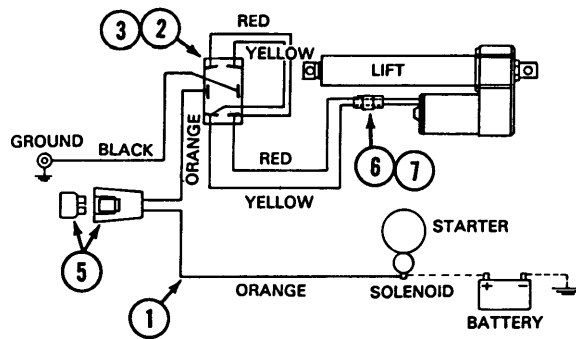 RED
3
2
YELLOW
LIFT
ORANGE
GROUND
BLACK
RED
6
7
YELLOW
5
STARTER
1
ORANGE
SOLENOID
+
-
BATTERY